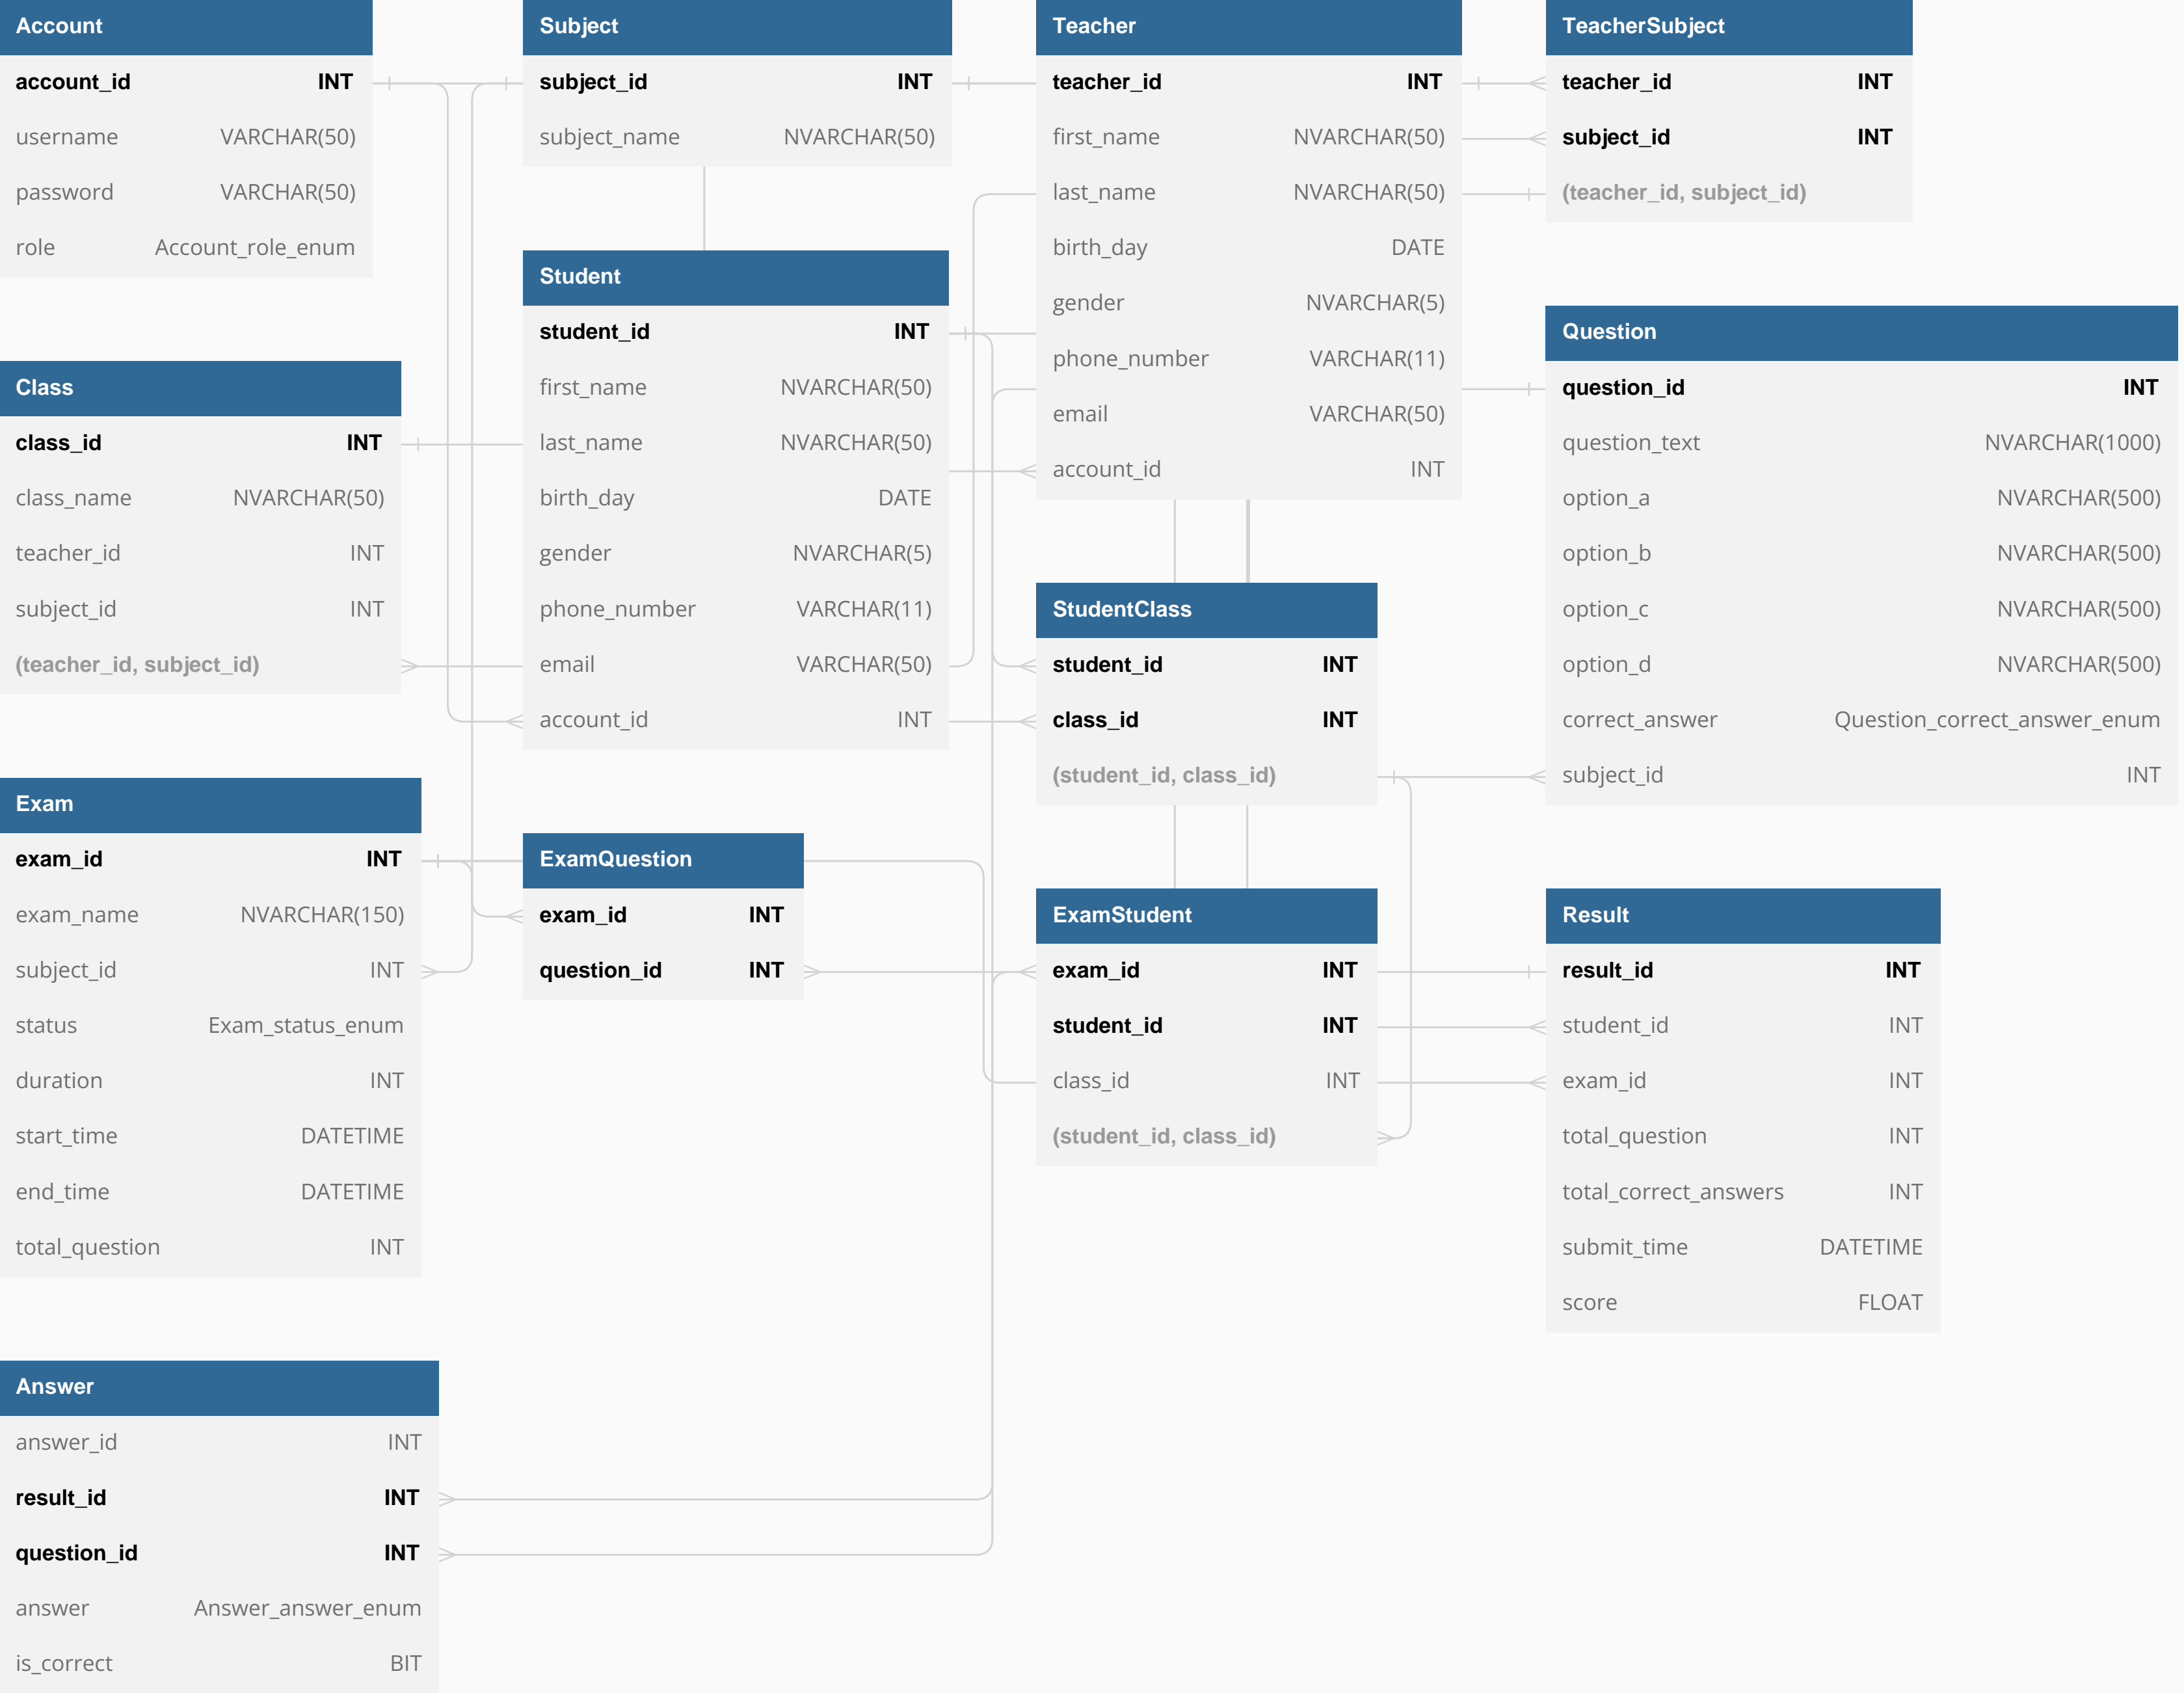 Account
account_id INT
username VARCHAR(50)
password VARCHAR(50)
role Account_role_enum
Subject
subject_id INT
subject_name NVARCHAR(50)
Teacher
teacher_id INT
first_name NVARCHAR(50)
last_name NVARCHAR(50)
birth_day DATE
gender NVARCHAR(5)
phone_number VARCHAR(11)
email VARCHAR(50)
account_id INT
TeacherSubject
teacher_id INT
subject_id INT
(teacher_id, subject_id)
Student
student_id INT
first_name NVARCHAR(50)
last_name NVARCHAR(50)
birth_day DATE
gender NVARCHAR(5)
phone_number VARCHAR(11)
email VARCHAR(50)
account_id INT
Question
question_id INT
question_text NVARCHAR(1000)
option_a NVARCHAR(500)
option_b NVARCHAR(500)
option_c NVARCHAR(500)
option_d NVARCHAR(500)
correct_answer Question_correct_answer_enum
subject_id INT
Class
class_id INT
class_name NVARCHAR(50)
teacher_id INT
subject_id INT
(teacher_id, subject_id)
StudentClass
student_id INT
class_id INT
(student_id, class_id)
Exam
exam_id INT
exam_name NVARCHAR(150)
subject_id INT
status Exam_status_enum
duration INT
start_time DATETIME
end_time DATETIME
total_question INT
ExamQuestion
exam_id INT
question_id INT
ExamStudent
exam_id INT
student_id INT
class_id INT
(student_id, class_id)
Result
result_id INT
student_id INT
exam_id INT
total_question INT
total_correct_answers INT
submit_time DATETIME
score FLOAT
Answer
answer_id INT
result_id INT
question_id INT
answer Answer_answer_enum
is_correct BIT